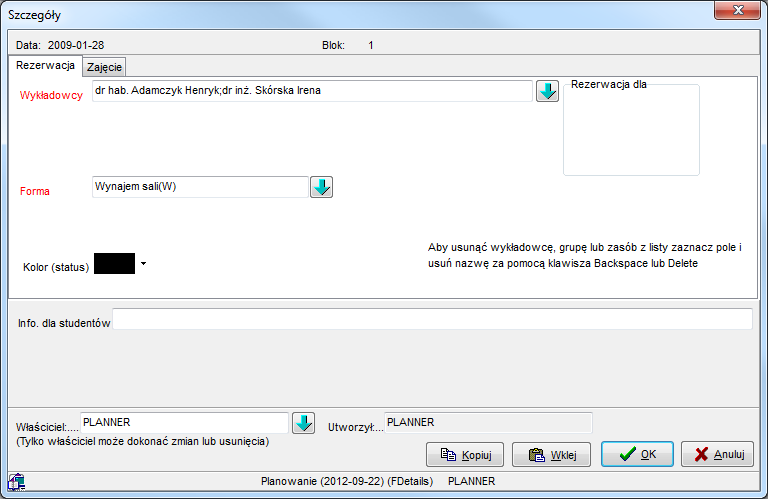 Szczegóły
Data: 2009-01-28 Blok: 1
Rezerwacja Zajęcie
Wykładowcy dr hab. Adamczyk Henryk;dr inż. Skórska Irena Rezerwacja dla
Forma Wynajem sali(W)
Kolor (status)
Aby usunąć wykładowcę, grupę lub zasób z listy zaznacz pole i
usuń nazwę za pomocą klawisza Backspace lub Delete
Info. dla studentów
Właściciel:.... PLANNER Utworzył:... PLANNER
(Tylko właściciel może dokonać zmian lub usunięcia)
Kopiuj Wklej OK Anuluj
Planowanie (2012-09-22) (FDetails) PLANNER